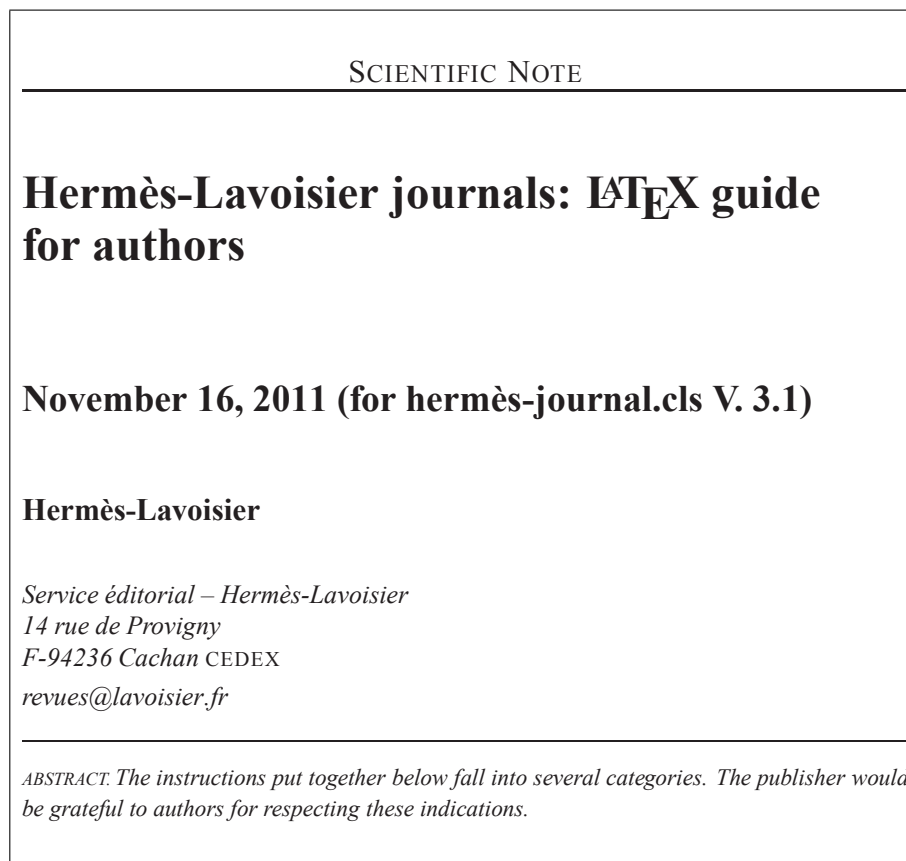 SCIENTIFIC NOTE
Hermès-Lavoisier journals: LATEX guide
for authors
November 16, 2011 (for hermès-journal.cls V. 3.1)
Hermès-Lavoisier
Service éditorial – Hermès-Lavoisier
14 rue de Provigny
F-94236 Cachan CEDEX
revues@lavoisier.fr
ABSTRACT. The instructions put together below fall into several categories. The publisher would
be grateful to authors for respecting these indications.